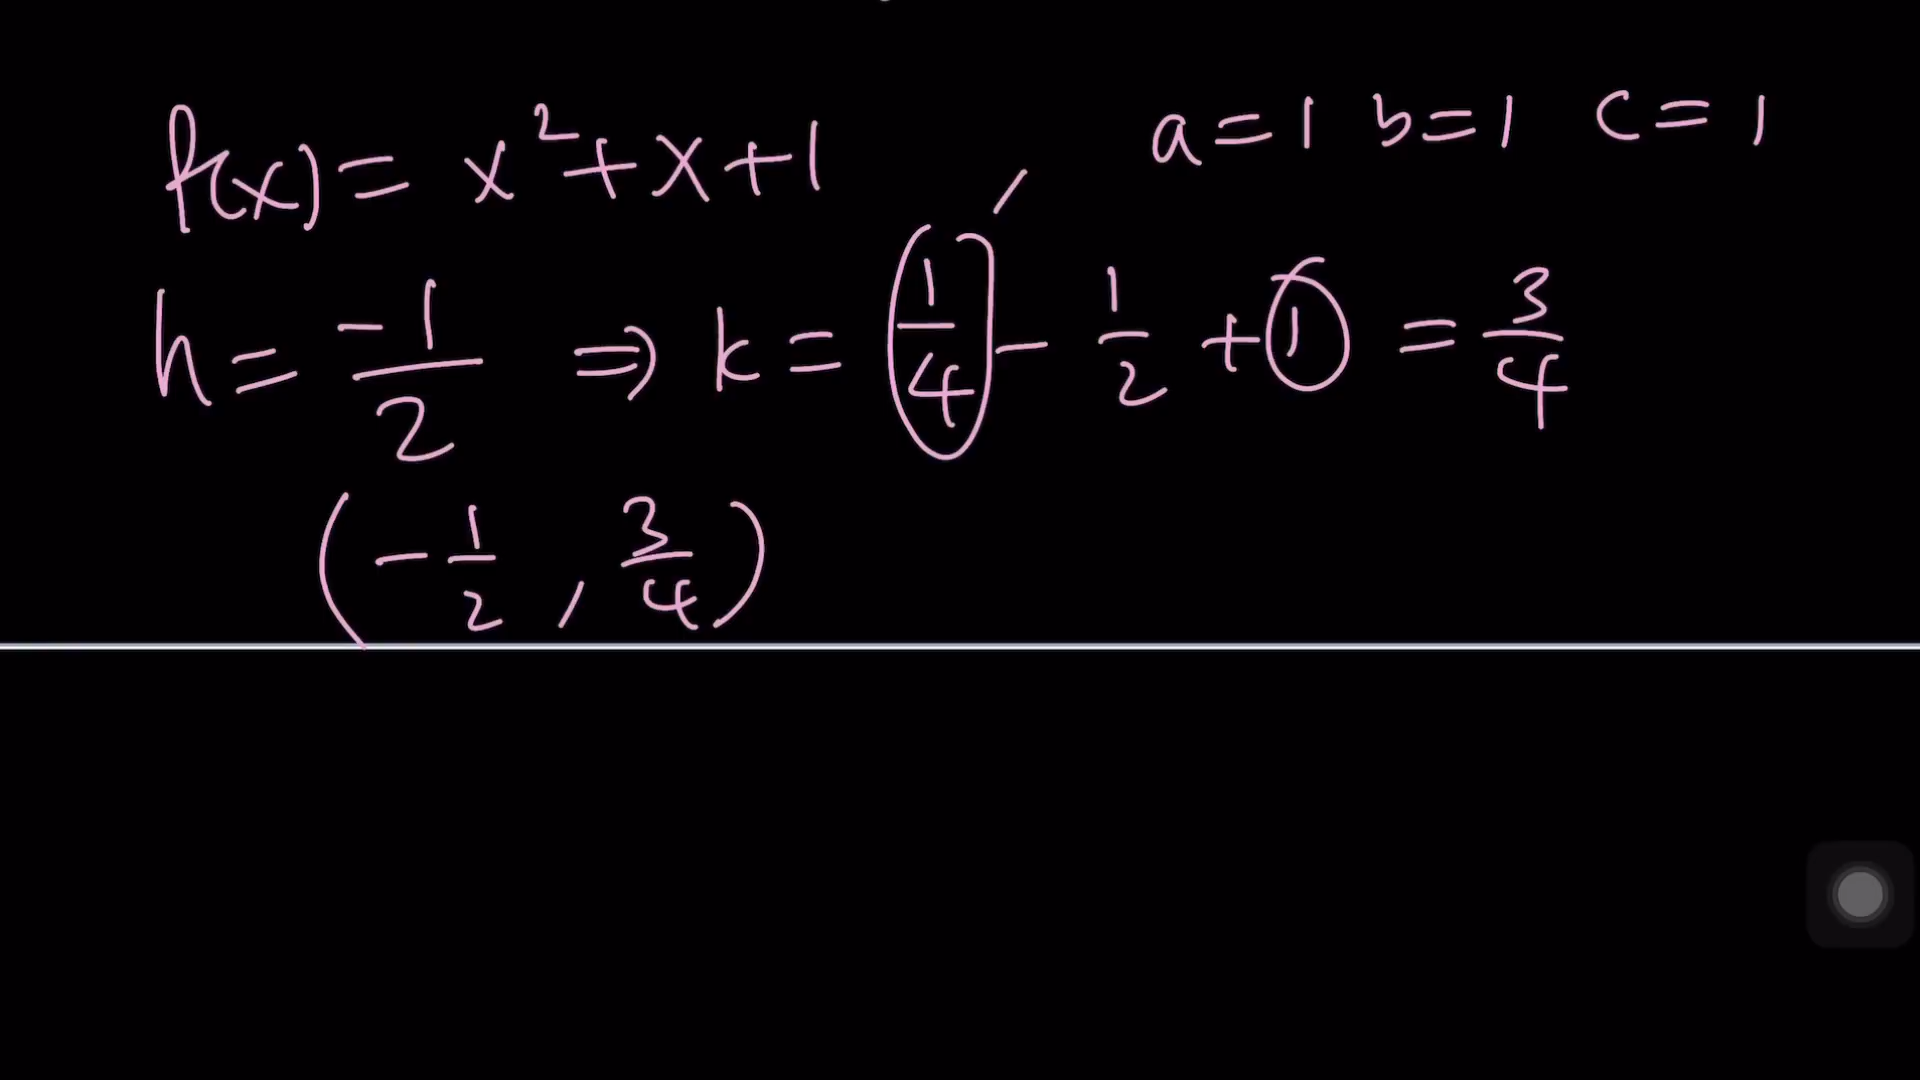 f(x) = x² + x + 1    a = 1  b = 1  c = 1
h = -1/2 ⇒ k = 1/4 - 1/2 + 1 = 3/4
(-1/2, 3/4)